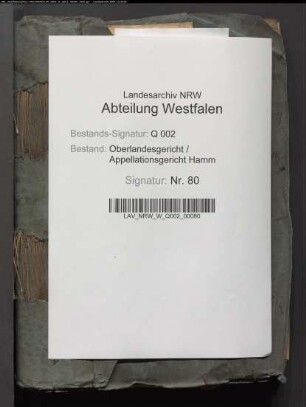 Landesarchiv NRW
Abteilung Westfalen
Bestands-Signatur: Q 002
Bestand: Oberlandesgericht /
Appellationsgericht Hamm
Signatur: Nr. 80
LAV_NRW_W_Q002_00080